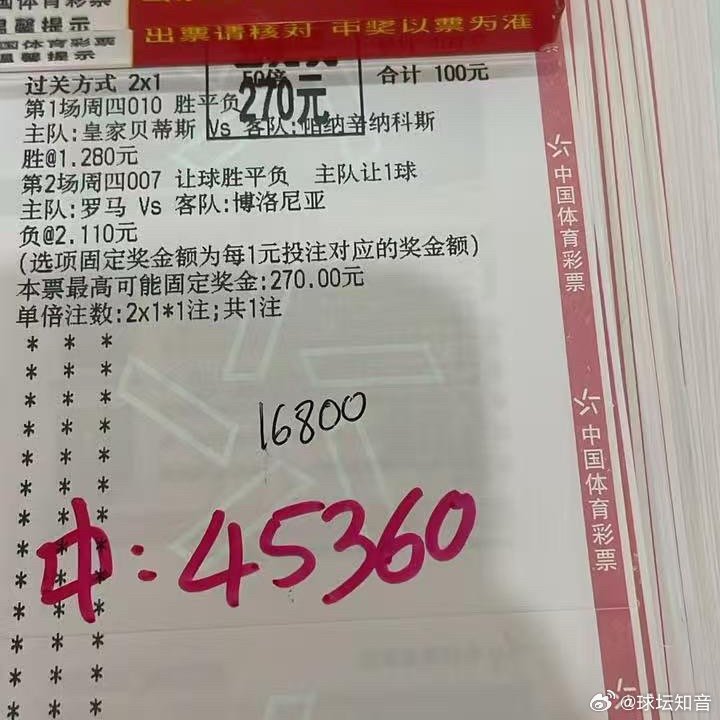 国体育彩票
温馨提示
国体育彩票
温馨提示
出票请核对 中奖以票为准
过关方式 2x1
50倍
合计 100元
270元
第1场周四010 胜平负
主队:皇家贝蒂斯 Vs 客队:帕纳辛纳科斯
胜@1.280元
第2场周四007 让球胜平负 主队让1球
主队:罗马 Vs 客队:博洛尼亚
负@2.110元
(选项固定奖金额为每1元投注对应的奖金额)
本票最高可能固定奖金:270.00元
单倍注数:2x1*1注;共1注
* * *
* * *
* * *
* * *
* * *
* * *
* * *
* * *
* * *
* * *
* * *
* * *
* * *
16800
中:45360
中国体育彩票
中国体育彩票
@球坛知音